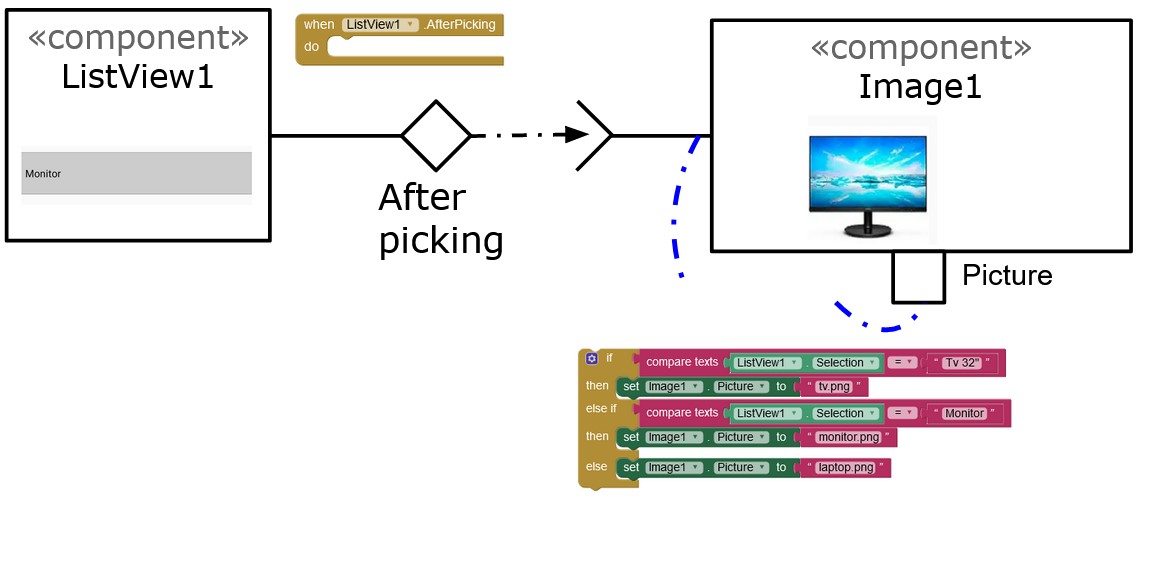 «component»
ListView1
Monitor
when ListView1 .AfterPicking
do
After
picking
«component»
Image1
Picture
if compare texts ListView1 . Selection = " Tv 32" "
then set Image1 . Picture to " tv.png "
else if compare texts ListView1 . Selection = " Monitor "
then set Image1 . Picture to " monitor.png "
else set Image1 . Picture to " laptop.png "